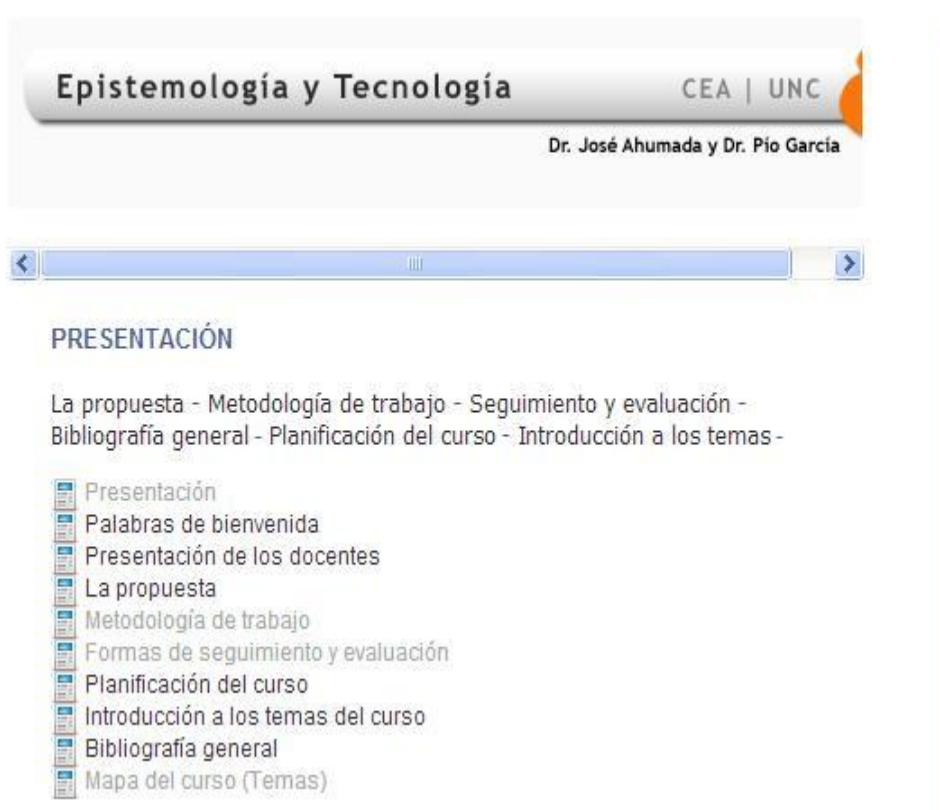 Epistemología y Tecnología CEA | UNC
Dr. José Ahumada y Dr. Pío García
PRESENTACIÓN
La propuesta - Metodología de trabajo - Seguimiento y evaluación -
Bibliografía general - Planificación del curso - Introducción a los temas -
Presentación
Palabras de bienvenida
Presentación de los docentes
La propuesta
Metodología de trabajo
Formas de seguimiento y evaluación
Planificación del curso
Introducción a los temas del curso
Bibliografía general
Mapa del curso (Temas)